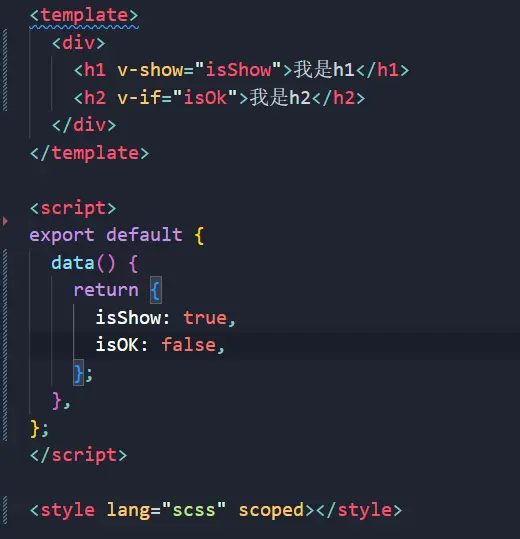 <template>
<div>
<h1 v-show="isShow">我是h1</h1>
<h2 v-if="isOk">我是h2</h2>
</div>
</template>
<script>
export default {
data() {
return {
isShow: true,
isOK: false,
};
},
};
</script>
<style lang="scss" scoped></style>